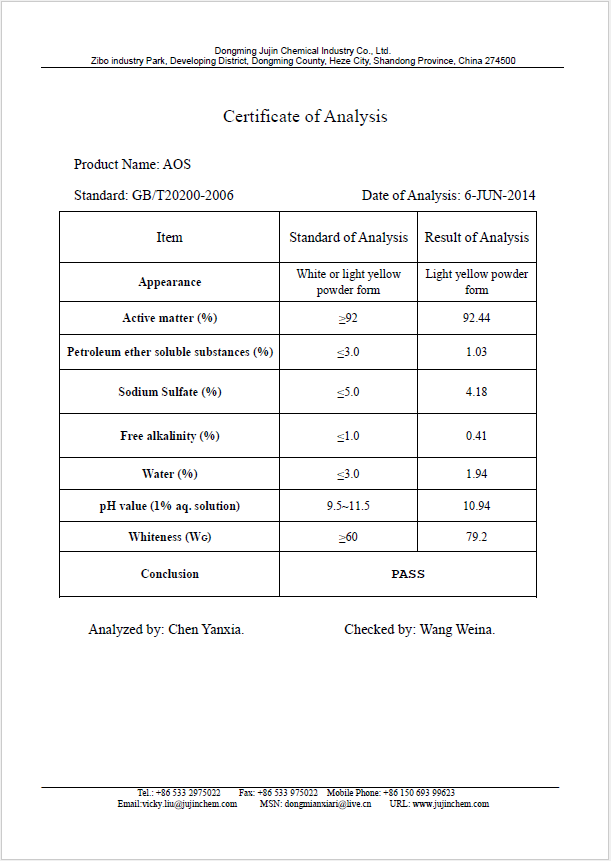 Dongming Jujin Chemical Industry Co., Ltd.
Zibo industry Park, Developing District, Dongming County, Heze City, Shandong Province, China 274500
Certificate of Analysis
Product Name: AOS
Standard: GB/T20200-2006 Date of Analysis: 6-JUN-2014
Item Standard of Analysis Result of Analysis
Appearance White or light yellow powder form Light yellow powder form
Active matter (%) ≥92 92.44
Petroleum ether soluble substances (%) ≤3.0 1.03
Sodium Sulfate (%) ≤5.0 4.18
Free alkalinity (%) ≤1.0 0.41
Water (%) ≤3.0 1.94
pH value (1% aq. solution) 9.5~11.5 10.94
Whiteness (WG) ≥60 79.2
Conclusion PASS
Analyzed by: Chen Yanxia. Checked by: Wang Weina.
Tel.: +86 533 2975022 Fax: +86 533 975022 Mobile Phone: +86 150 693 99623
Email:vicky.liu@jujinchem.com MSN: dongmianxiari@live.cn URL: www.jujinchem.com